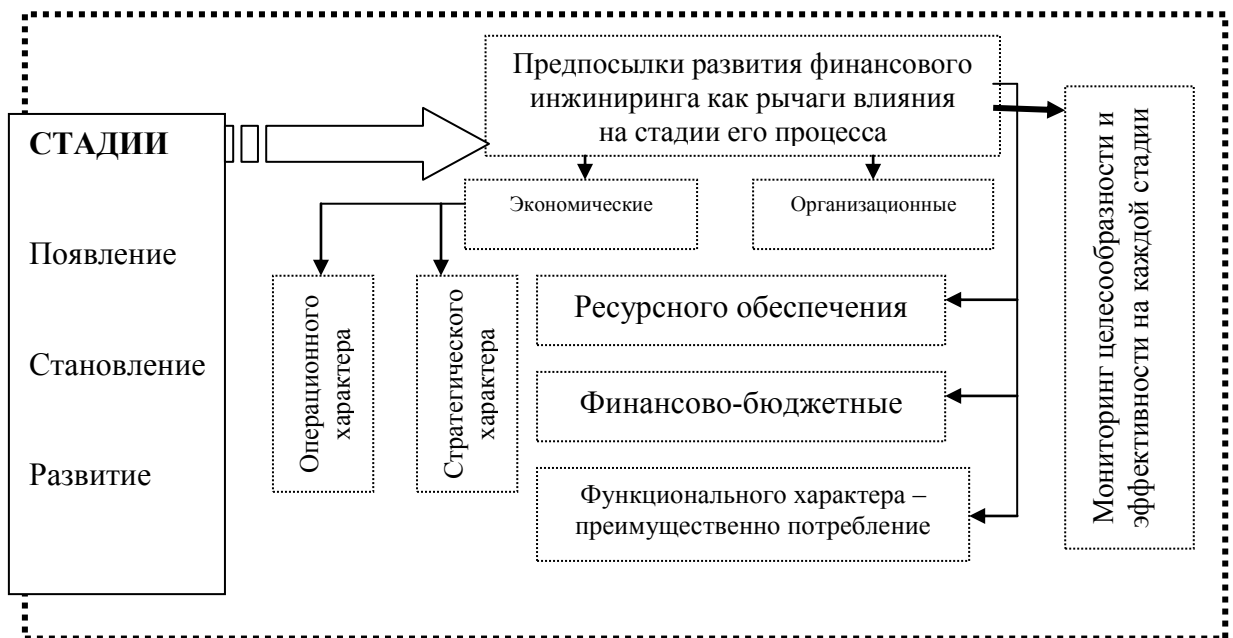 Предпосылки развития финансового
инжиниринга как рычаги влияния
на стадии его процесса
СТАДИИ
Появление
Становление
Развитие
Экономические
Организационные
Операционного
характера
Стратегического
характера
Ресурсного обеспечения
Финансово-бюджетные
Функционального характера –
преимущественно потребление
Мониторинг целесообразности и
эффективности на каждой стадии